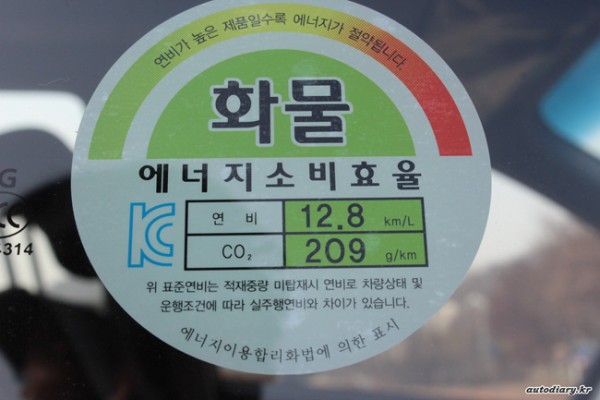 연비가 높은 제품일수록 에너지가 절약됩니다.
화물
에너지소비효율
연 비 12.8 km/L
CO₂ 209 g/km
위 표준연비는 적재중량 미탑재시 연비로 차량상태 및
운행조건에 따라 실주행연비와 차이가 있습니다.
에너지이용합리화법에 의한 표시
G
-314
autodiary.kr